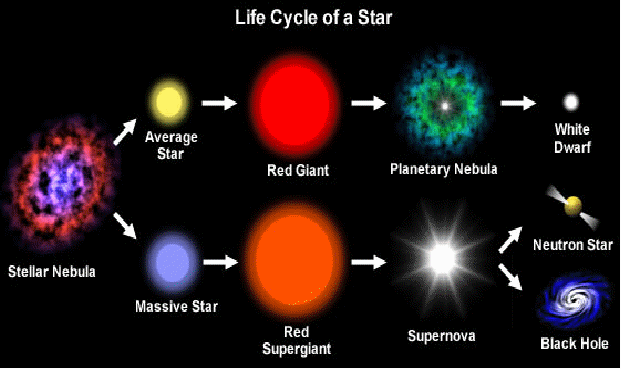 Life Cycle of a Star
Average
Star
Red Giant
Planetary Nebula
White
Dwarf
Stellar Nebula
Massive Star
Red
Supergiant
Supernova
Neutron Star
Black Hole